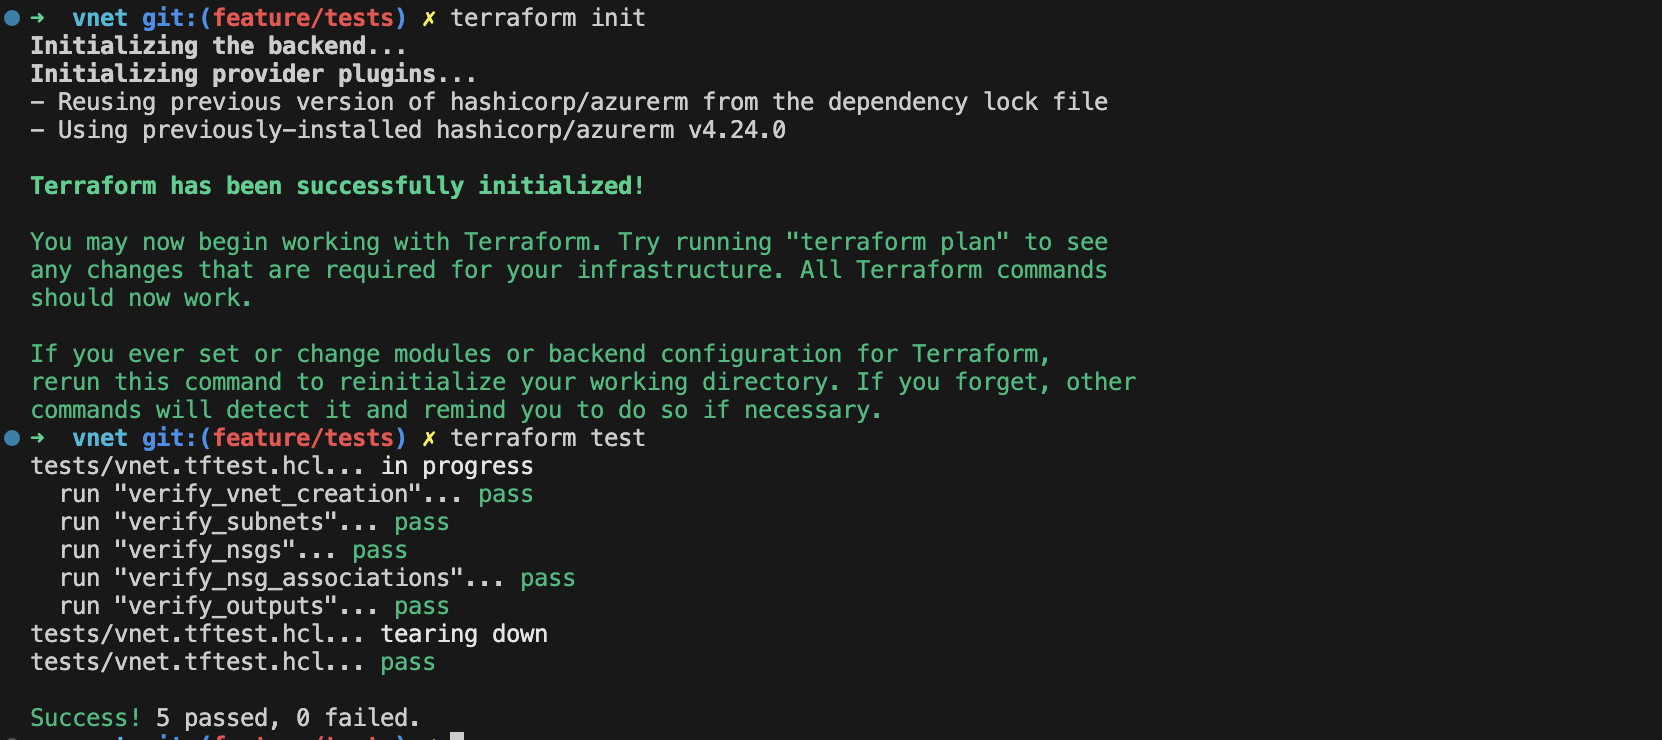 ➜ vnet git:(feature/tests) ✗ terraform init
Initializing the backend...
Initializing provider plugins...
- Reusing previous version of hashicorp/azurerm from the dependency lock file
- Using previously-installed hashicorp/azurerm v4.24.0
Terraform has been successfully initialized!
You may now begin working with Terraform. Try running "terraform plan" to see
any changes that are required for your infrastructure. All Terraform commands
should now work.
If you ever set or change modules or backend configuration for Terraform,
rerun this command to reinitialize your working directory. If you forget, other
commands will detect it and remind you to do so if necessary.
➜ vnet git:(feature/tests) ✗ terraform test
tests/vnet.tftest.hcl... in progress
run "verify_vnet_creation"... pass
run "verify_subnets"... pass
run "verify_nsgs"... pass
run "verify_nsg_associations"... pass
run "verify_outputs"... pass
tests/vnet.tftest.hcl... tearing down
tests/vnet.tftest.hcl... pass
Success! 5 passed, 0 failed.